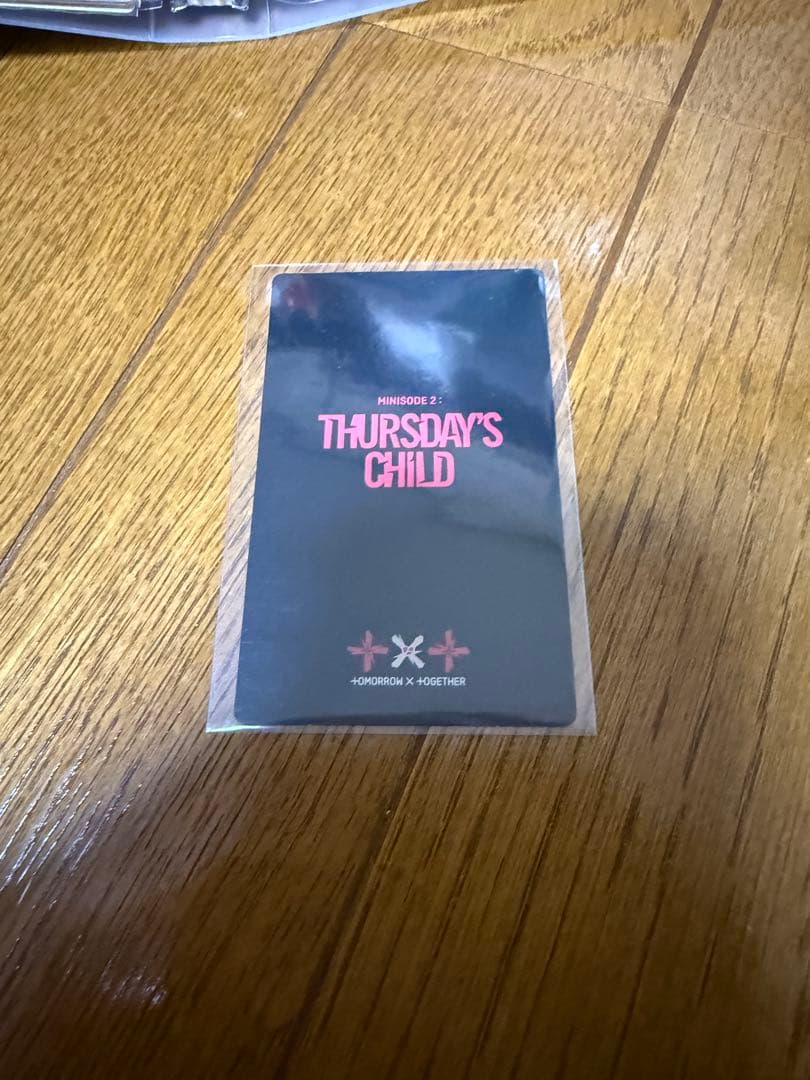 MINISODE 2 :
THURSDAY'S
CHiLD
TOMORROW X TOGETHER